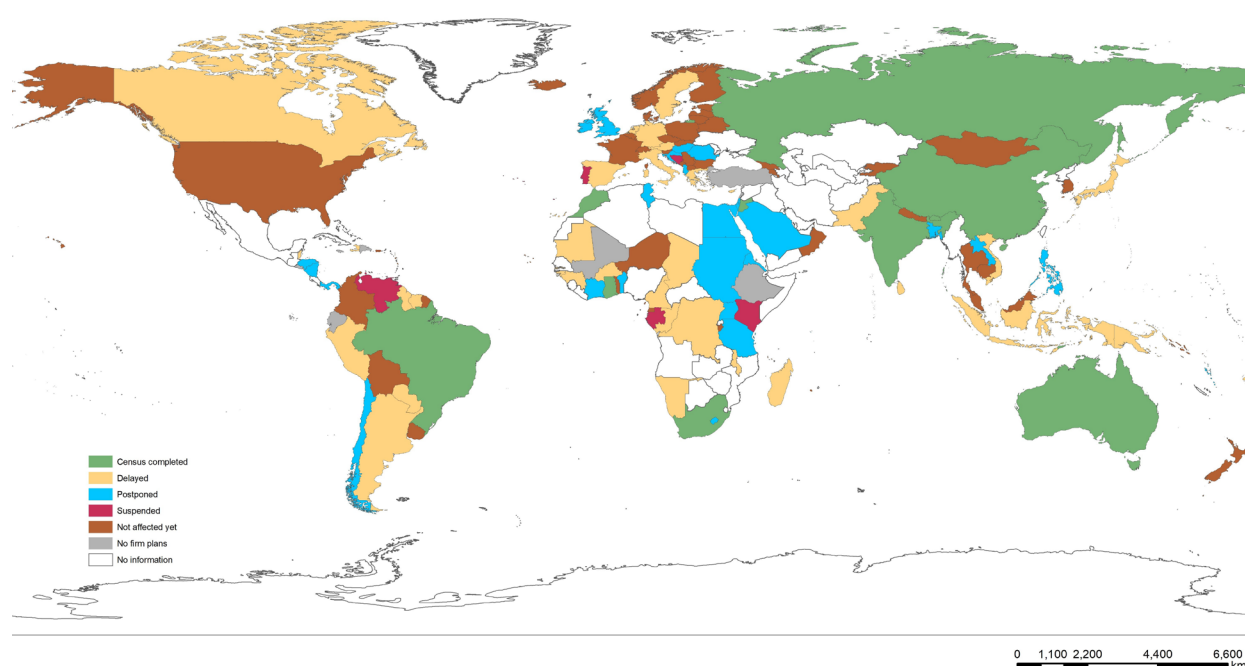 Census completed
Delayed
Postponed
Suspended
Not affected yet
No firm plans
No information
0 1,100 2,200 4,400 6,600
km